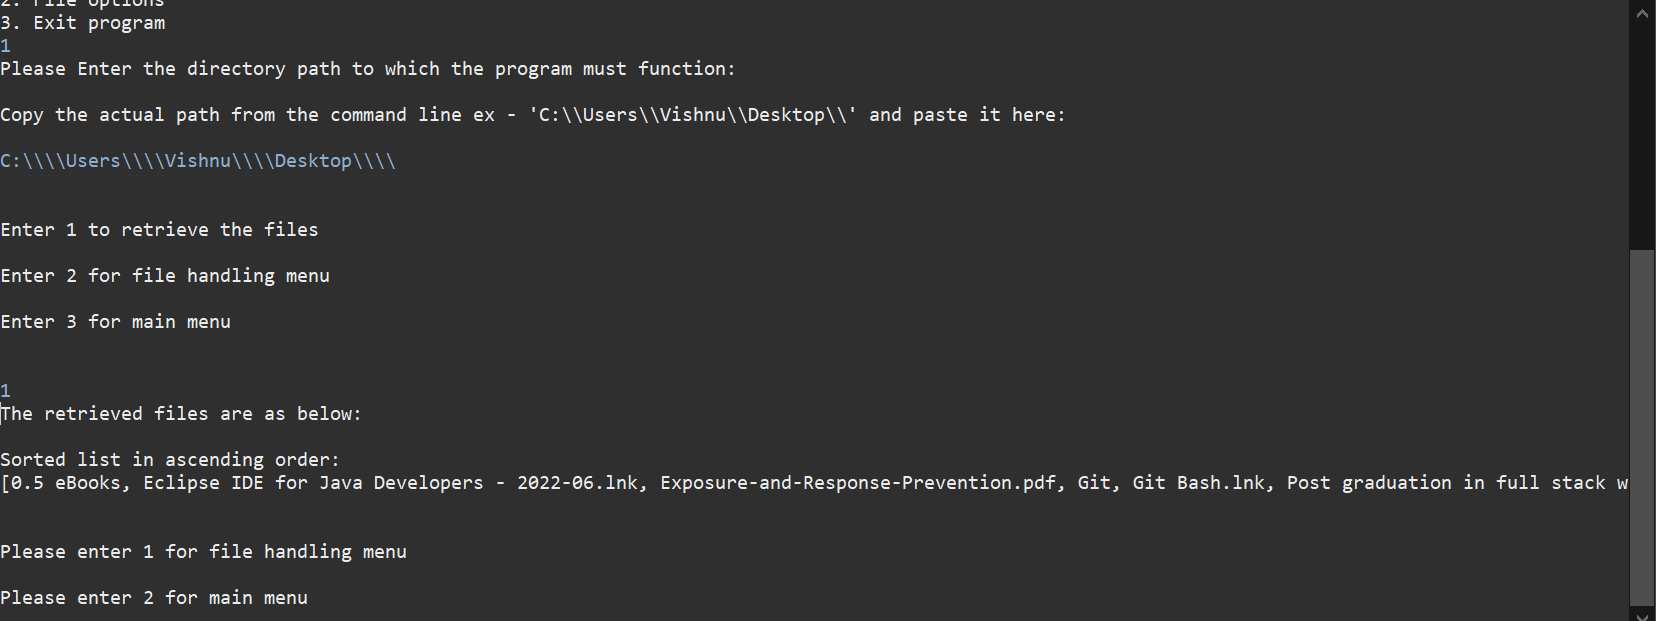 2. File options
3. Exit program
1
Please Enter the directory path to which the program must function:
Copy the actual path from the command line ex - 'C:\\Users\\Vishnu\\Desktop\\' and paste it here:
C:\\\\Users\\\\Vishnu\\\\Desktop\\\\
Enter 1 to retrieve the files
Enter 2 for file handling menu
Enter 3 for main menu
1
The retrieved files are as below:
Sorted list in ascending order:
[0.5 eBooks, Eclipse IDE for Java Developers - 2022-06.lnk, Exposure-and-Response-Prevention.pdf, Git, Git Bash.lnk, Post graduation in full stack w
Please enter 1 for file handling menu
Please enter 2 for main menu